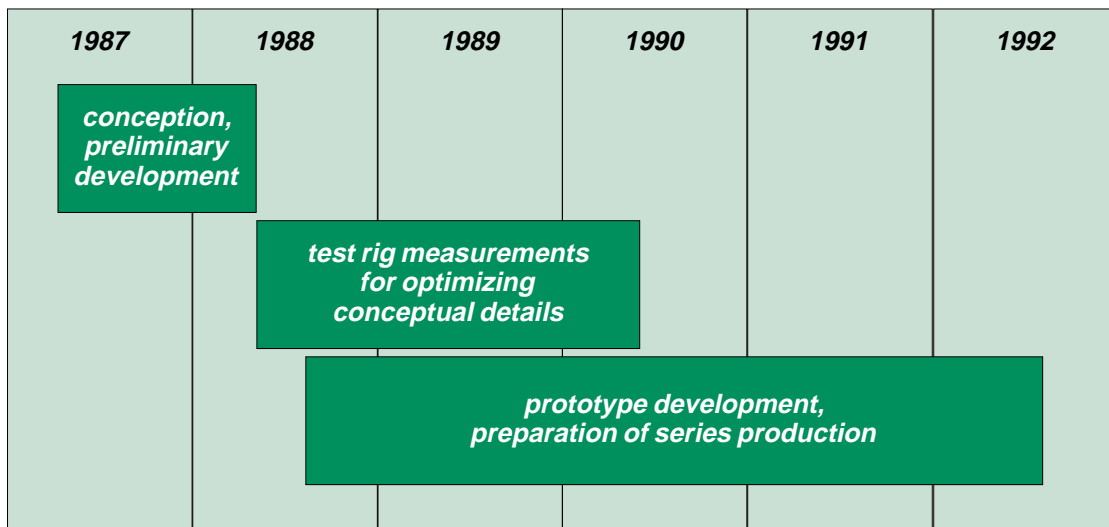 1987 1988 1989 1990 1991 1992
conception,
preliminary
development
test rig measurements
for optimizing
conceptual details
prototype development,
preparation of series production